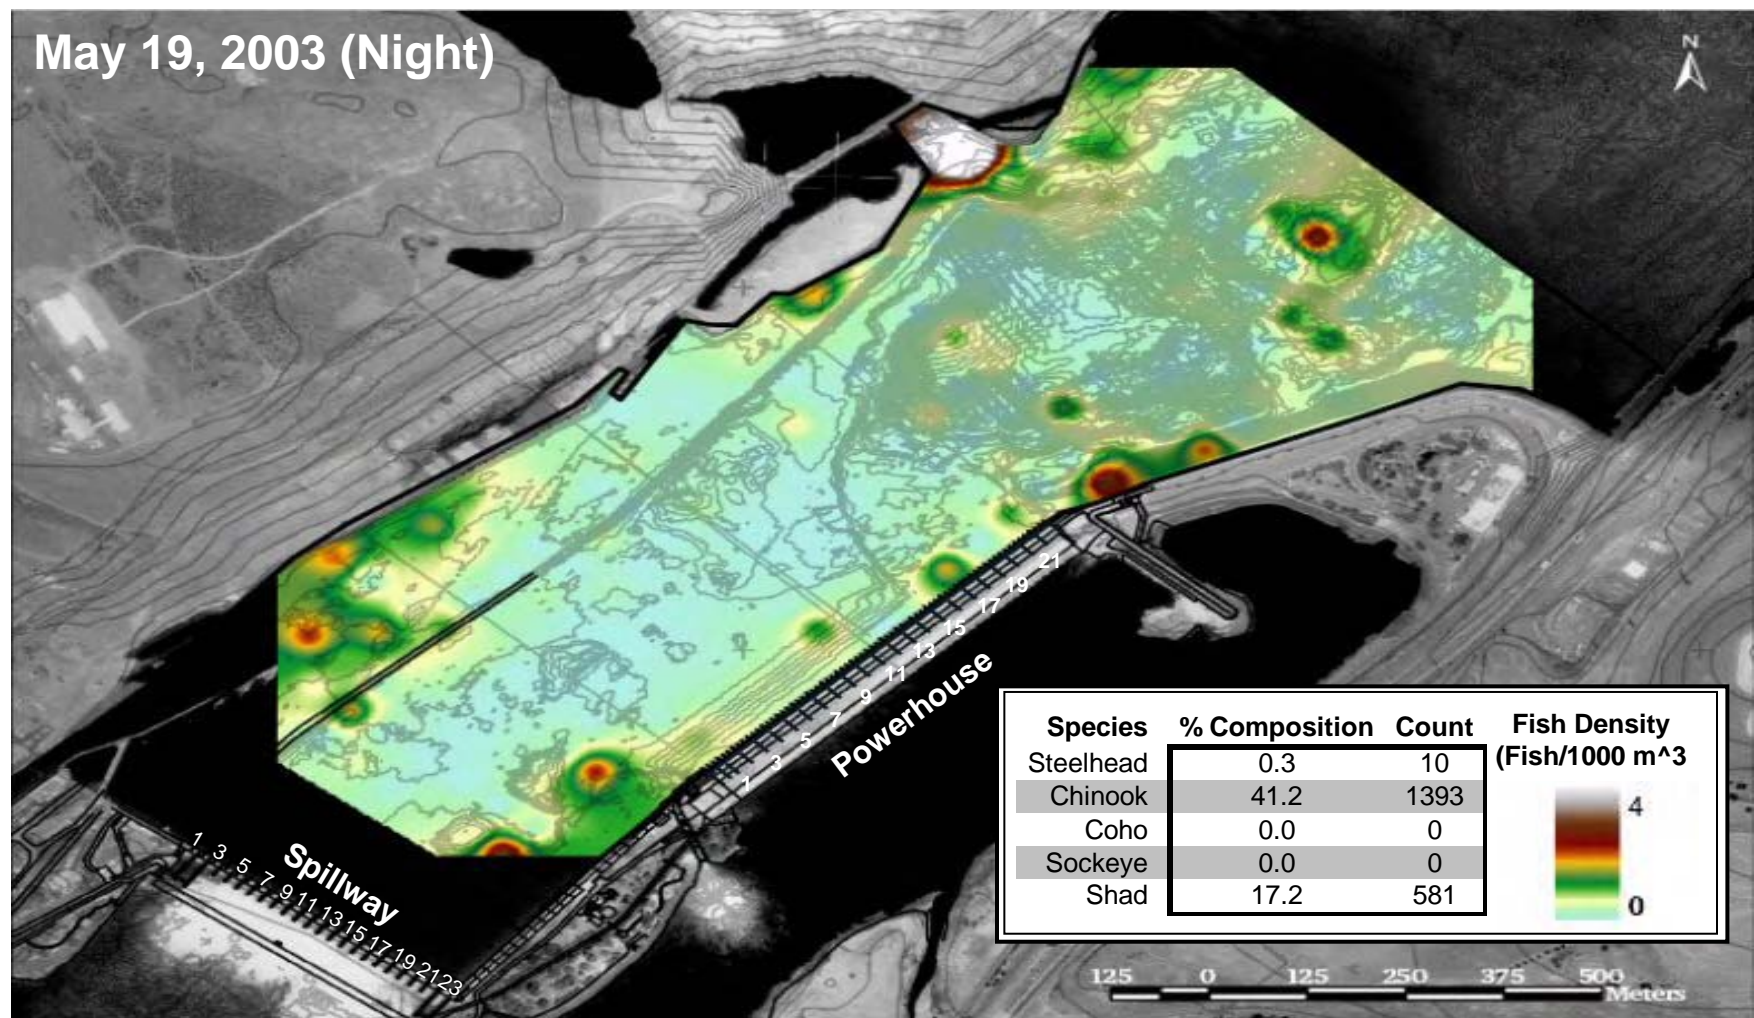 May 19, 2003 (Night)
N
21
19
17
15
13
11
9
7
5
3
1
Powerhouse
Spillway
1 3 5 7 9 11 13 15 17 19 21 23
Species % Composition Count Fish Density
(Fish/1000 m^3
Steelhead 0.3 10
Chinook 41.2 1393
Coho 0.0 0
Sockeye 0.0 0
Shad 17.2 581
4
0
125 0 125 250 375 500
Meters